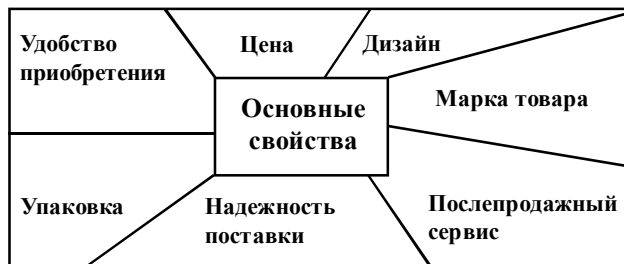 Удобство
приобретения
Цена
Дизайн
Марка товара
Основные
свойства
Упаковка
Надежность
поставки
Послепродажный
сервис